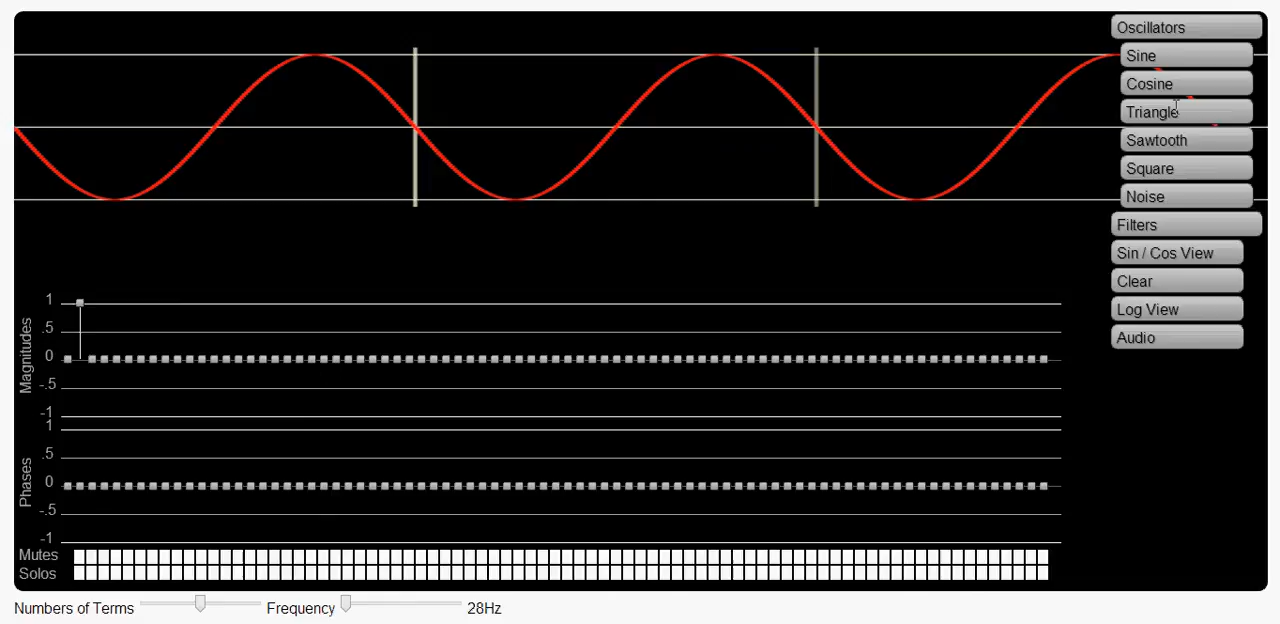 Oscillators
Sine
Cosine
Triangle
Sawtooth
Square
Noise
Filters
Sin / Cos View
Clear
Log View
Audio
Magnitudes
1
.5
0
-.5
-1
Phases
1
.5
0
-.5
-1
Mutes
Solos
Numbers of Terms Frequency 28Hz